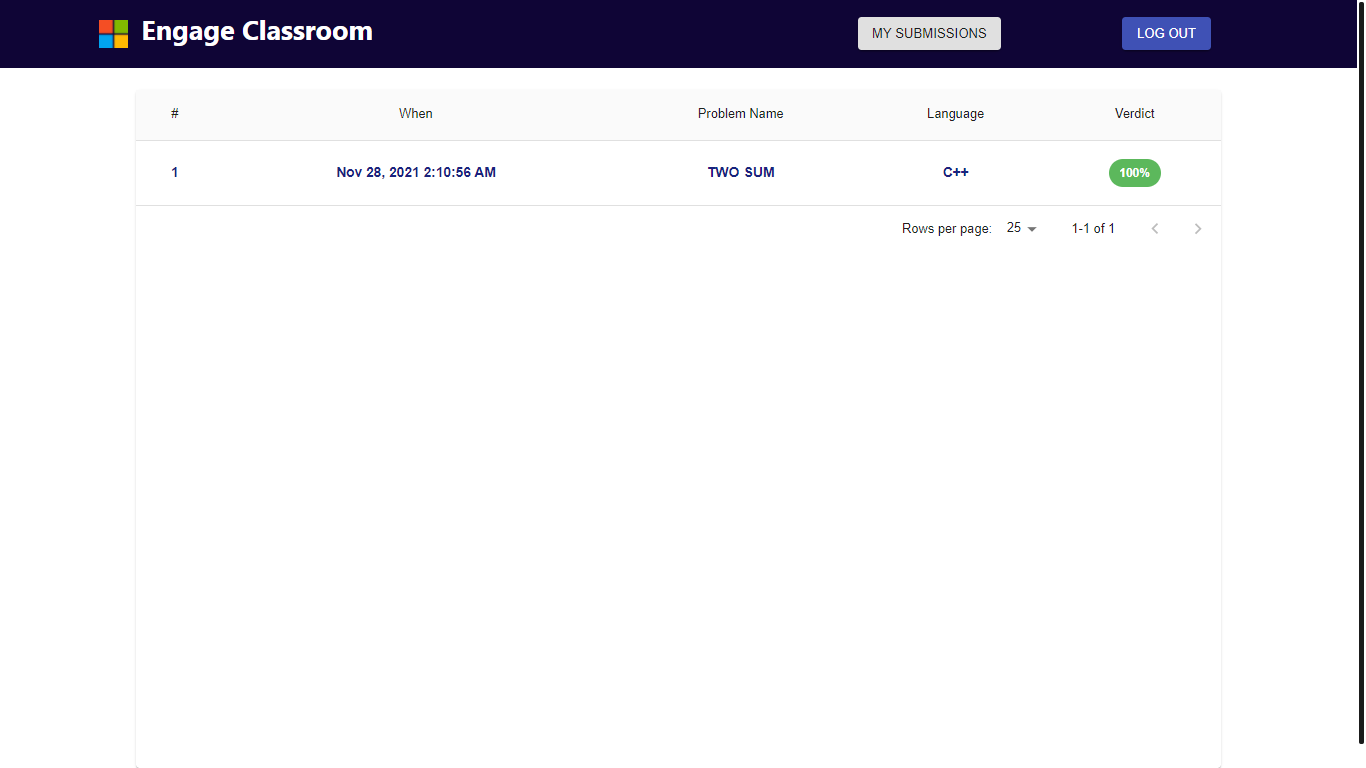 Engage Classroom
MY SUBMISSIONS
LOG OUT
# When Problem Name Language Verdict
1 Nov 28, 2021 2:10:56 AM TWO SUM C++ 100%
Rows per page: 25 1-1 of 1